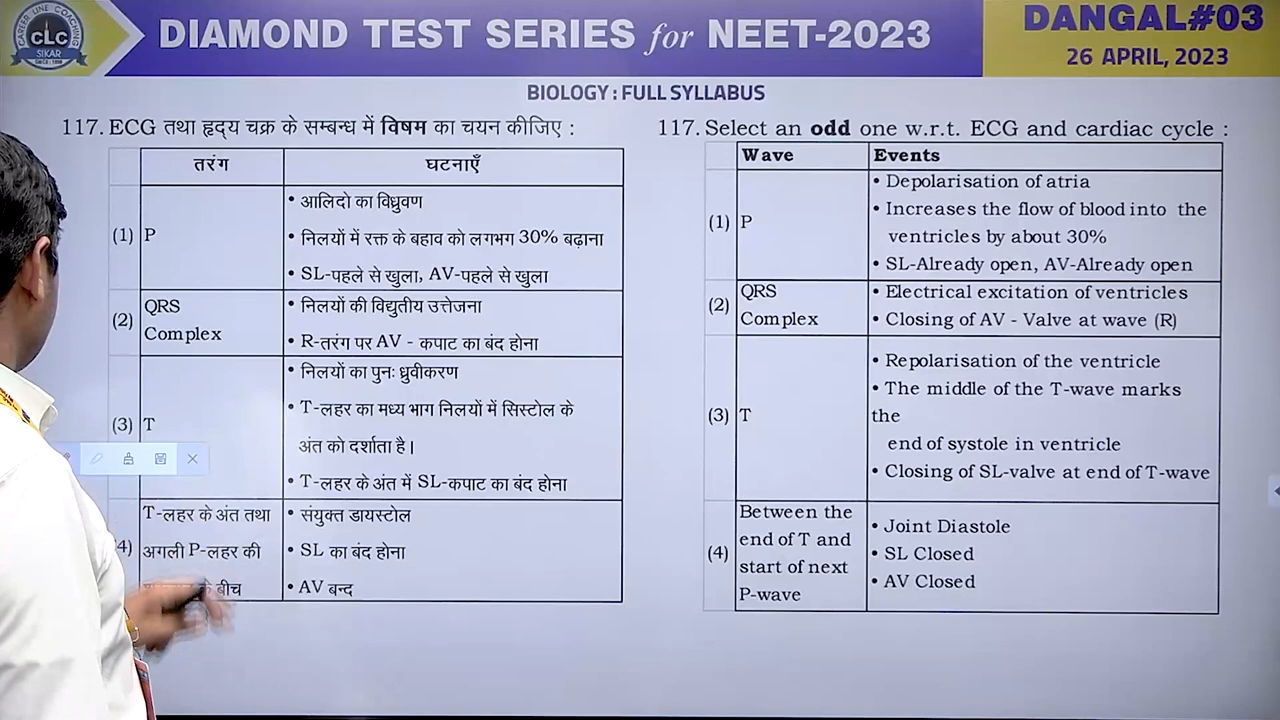 CAREER LINE COACHING
CLC
SIKAR
DIAMOND TEST SERIES for NEET-2023
DANGAL#03
26 APRIL, 2023
BIOLOGY : FULL SYLLABUS
117. ECG तथा हृद्य चक्र के सम्बन्ध में विषम का चयन कीजिए :
तरंग घटनाएँ
(1) P
• आलिदो का विध्रुवण
• निलयों में रक्त के बहाव को लगभग 30% बढ़ाना
• SL-पहले से खुला, AV-पहले से खुला
(2) QRS Complex
• निलयों की विद्युतीय उत्तेजना
• R-तरंग पर AV - कपाट का बंद होना
(3) T
• निलयों का पुनः ध्रुवीकरण
• T-लहर का मध्य भाग निलयों में सिस्टोल के
अंत को दर्शाता है।
• T-लहर के अंत में SL-कपाट का बंद होना
4)
T-लहर के अंत तथा
अगली P-लहर की
के बीच
• संयुक्त डायस्टोल
• SL का बंद होना
• AV बन्द
117. Select an odd one w.r.t. ECG and cardiac cycle :
Wave Events
(1) P
• Depolarisation of atria
• Increases the flow of blood into the
ventricles by about 30%
• SL-Already open, AV-Already open
(2) QRS Complex
• Electrical excitation of ventricles
• Closing of AV - Valve at wave (R)
(3) T
• Repolarisation of the ventricle
• The middle of the T-wave marks
the
end of systole in ventricle
• Closing of SL-valve at end of T-wave
(4)
Between the
end of T and
start of next
P-wave
• Joint Diastole
• SL Closed
• AV Closed